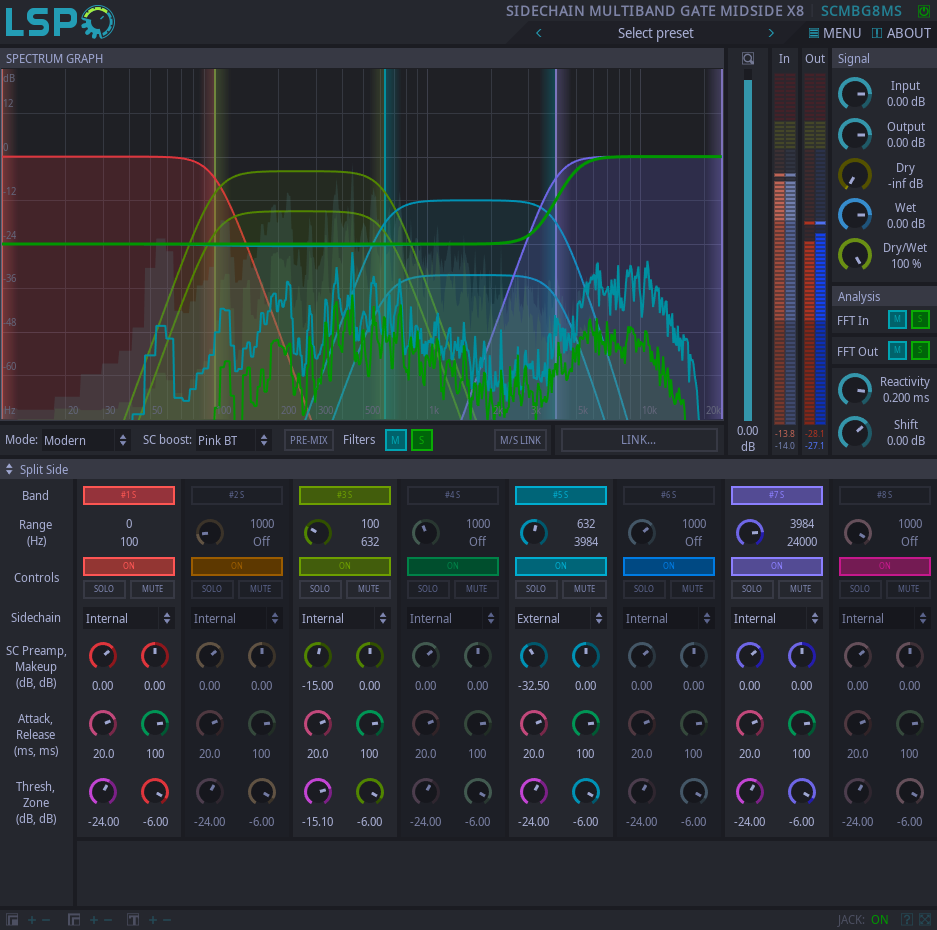 LSP
SIDECHAIN MULTIBAND GATE MIDSIDE X8 SCMBG8MS
Select preset
MENU ABOUT
SPECTRUM GRAPH
dB
12
0
-12
-24
-36
-48
-60
Hz 20 30 50 100 200 300 500 1k 2k 3k 5k 10k 20k
0.00
dB
In Out
-13.8 -28.1
-14.0 -27.1
Signal
Input
0.00 dB
Output
0.00 dB
Dry
-inf dB
Wet
0.00 dB
Dry/Wet
100 %
Analysis
FFT In M S
FFT Out M S
Reactivity
0.200 ms
Shift
0.00 dB
Mode: Modern SC boost: Pink BT PRE-MIX Filters M S M/S LINK LINK...
Split Side
Band #1 S #2 S #3 S #4 S #5 S #6 S #7 S #8 S
Range
(Hz)
0 1000 100 1000 632 1000 3984 1000
100 Off 632 Off 3984 Off 24000 Off
Controls
ON ON ON ON ON ON ON ON
SOLO MUTE SOLO MUTE SOLO MUTE SOLO MUTE SOLO MUTE SOLO MUTE SOLO MUTE SOLO MUTE
Sidechain Internal Internal Internal Internal External Internal Internal Internal
SC Preamp,
Makeup
(dB, dB)
0.00 0.00 0.00 0.00 -15.00 0.00 0.00 0.00 -32.50 0.00 0.00 0.00 0.00 0.00 0.00 0.00
Attack,
Release
(ms, ms)
20.0 100 20.0 100 20.0 100 20.0 100 20.0 100 20.0 100 20.0 100 20.0 100
Thresh,
Zone
(dB, dB)
-24.00 -6.00 -24.00 -6.00 -15.10 -6.00 -24.00 -6.00 -24.00 -6.00 -24.00 -6.00 -24.00 -6.00 -24.00 -6.00
JACK: ON